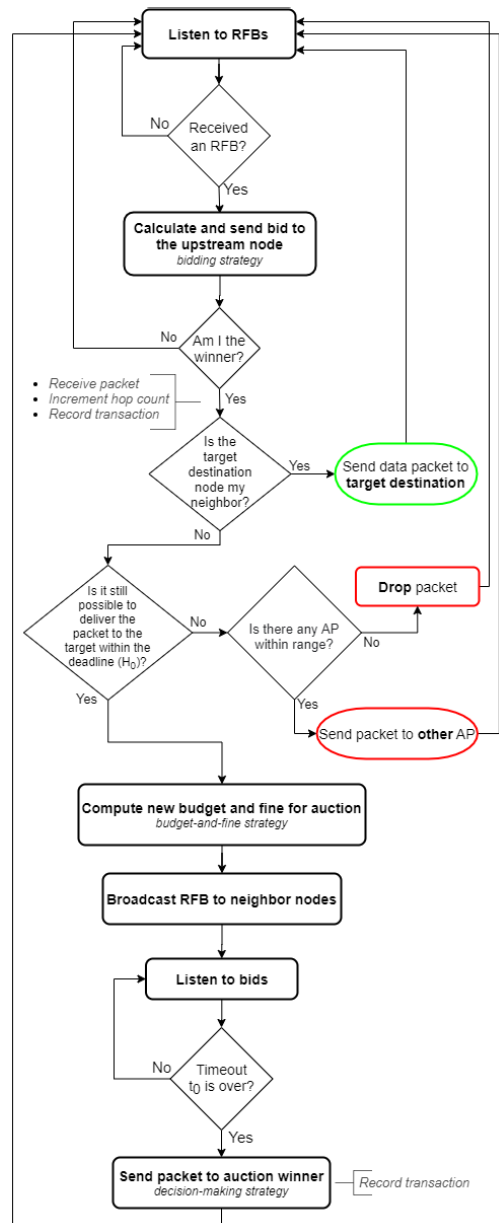 Listen to RFBs
No
Received
an RFB?
Yes
Calculate and send bid to
the upstream node
bidding strategy
No
Am I the
winner?
• Receive packet
• Increment hop count
• Record transaction
Yes
Is the
target
destination
node my
neighbor?
Yes
Send data packet to
target destination
No
Is it still
possible to
deliver the
packet to the
target within the
deadline (H0)?
No
Is there any AP
within range?
No
Drop packet
Yes
Yes
Send packet to other AP
Compute new budget and fine for auction
budget-and-fine strategy
Broadcast RFB to neighbor nodes
Listen to bids
No
Timeout
t0 is over?
Yes
Send packet to auction winner
decision-making strategy
Record transaction